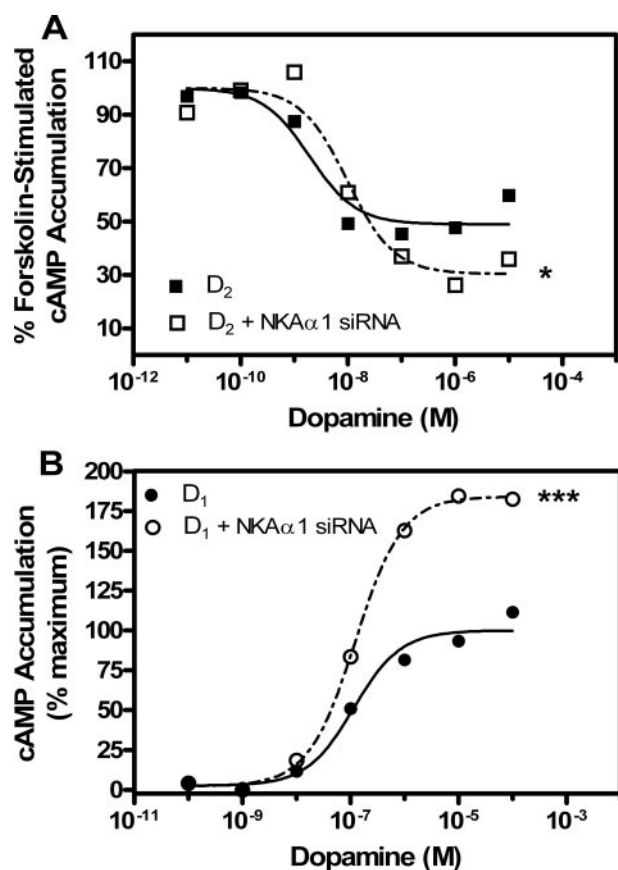 A
% Forskolin-Stimulated
cAMP Accumulation
110
90
70
50
30
10
D₂
D₂ + NKAα1 siRNA
*
10⁻¹² 10⁻¹⁰ 10⁻⁸ 10⁻⁶ 10⁻⁴
Dopamine (M)
B
cAMP Accumulation
(% maximum)
200
175
150
125
100
75
50
25
0
D₁
D₁ + NKAα1 siRNA
***
10⁻¹¹ 10⁻⁹ 10⁻⁷ 10⁻⁵ 10⁻³
Dopamine (M)